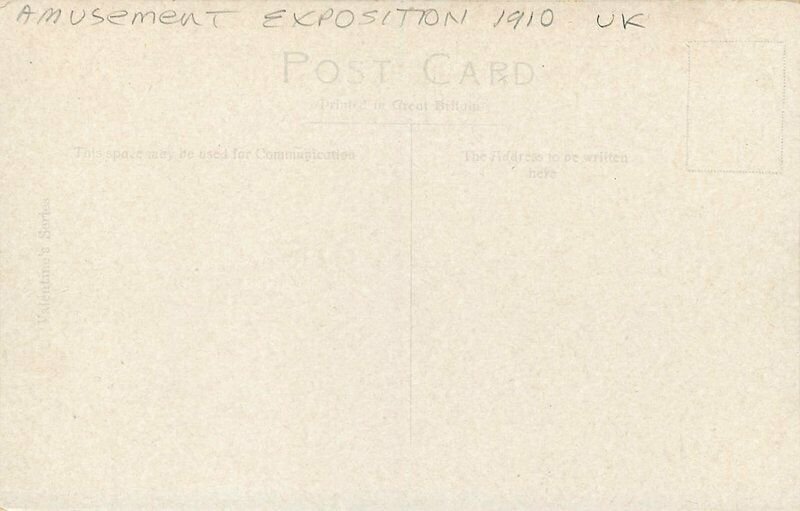 AMUSEMENT EXPOSITION 1910 UK
POST CARD
Printed in Great Britain
This space may be used for Communication
The Address to be written
here
Valentine's Series